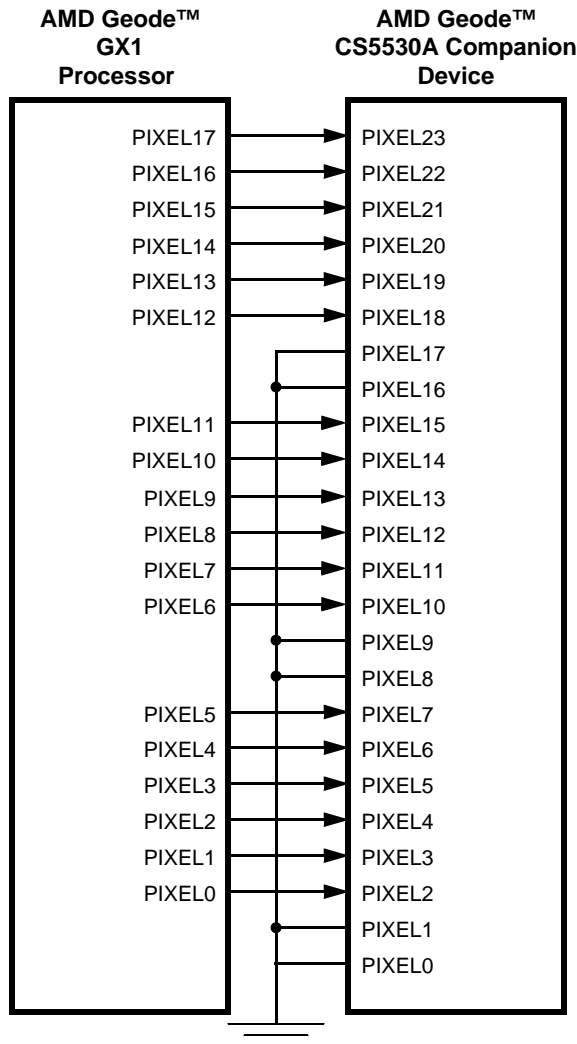 AMD Geode™
GX1
Processor
AMD Geode™
CS5530A Companion
Device
PIXEL17 PIXEL23
PIXEL16 PIXEL22
PIXEL15 PIXEL21
PIXEL14 PIXEL20
PIXEL13 PIXEL19
PIXEL12 PIXEL18
PIXEL17
PIXEL16
PIXEL11 PIXEL15
PIXEL10 PIXEL14
PIXEL9 PIXEL13
PIXEL8 PIXEL12
PIXEL7 PIXEL11
PIXEL6 PIXEL10
PIXEL9
PIXEL8
PIXEL5 PIXEL7
PIXEL4 PIXEL6
PIXEL3 PIXEL5
PIXEL2 PIXEL4
PIXEL1 PIXEL3
PIXEL0 PIXEL2
PIXEL1
PIXEL0